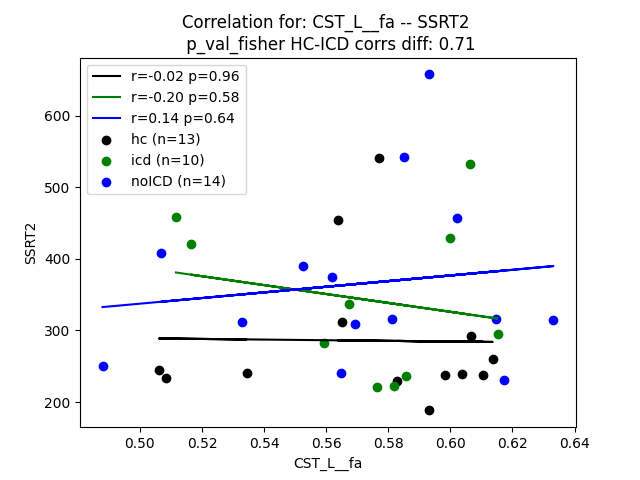 Correlation for: CST_L__fa -- SSRT2
p_val_fisher HC-ICD corrs diff: 0.71
r=-0.02 p=0.96
r=-0.20 p=0.58
r=0.14 p=0.64
hc (n=13)
icd (n=10)
noICD (n=14)
600
500
400
300
200
SSRT2
0.50 0.52 0.54 0.56 0.58 0.60 0.62 0.64
CST_L__fa